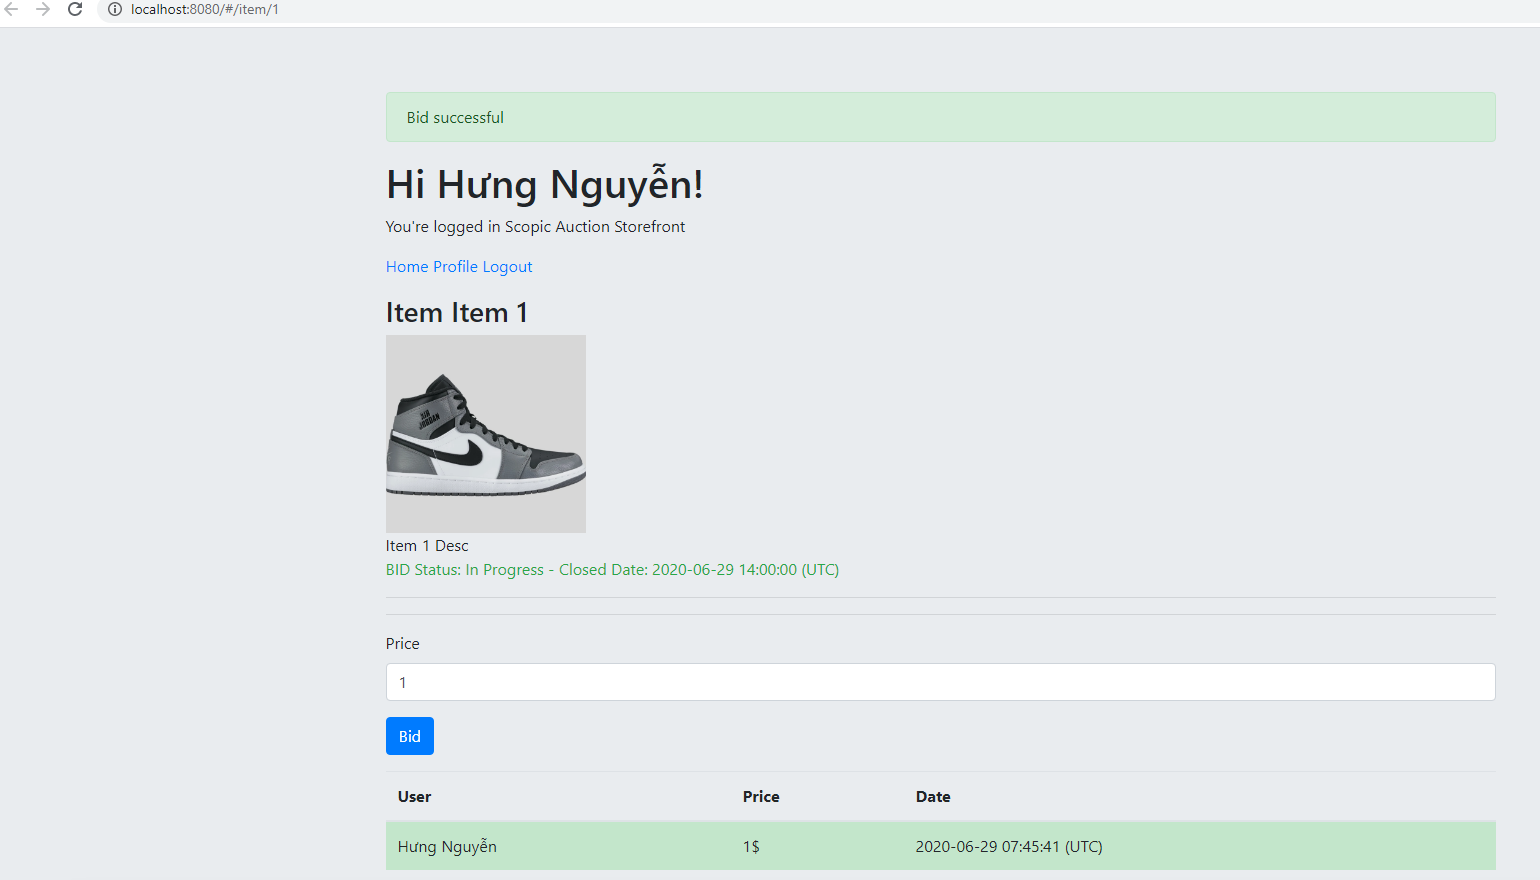 localhost:8080/#/item/1
Bid successful
Hi Hưng Nguyễn!
You're logged in Scopic Auction Storefront
Home Profile Logout
Item Item 1
AIR
JORDAN
Item 1 Desc
BID Status: In Progress - Closed Date: 2020-06-29 14:00:00 (UTC)
Price
1
Bid
User Price Date
Hưng Nguyễn 1$ 2020-06-29 07:45:41 (UTC)